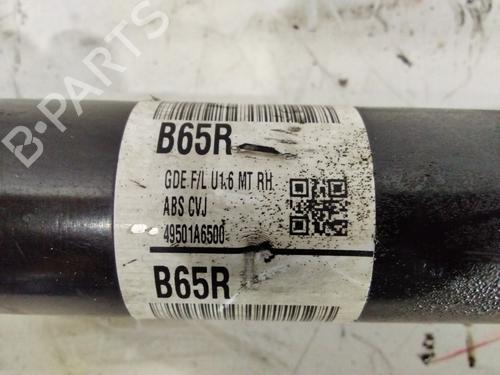 B-PARTS
B65R
GDE F/L U1.6 MT RH
ABS CVJ
49501A6500
B65R